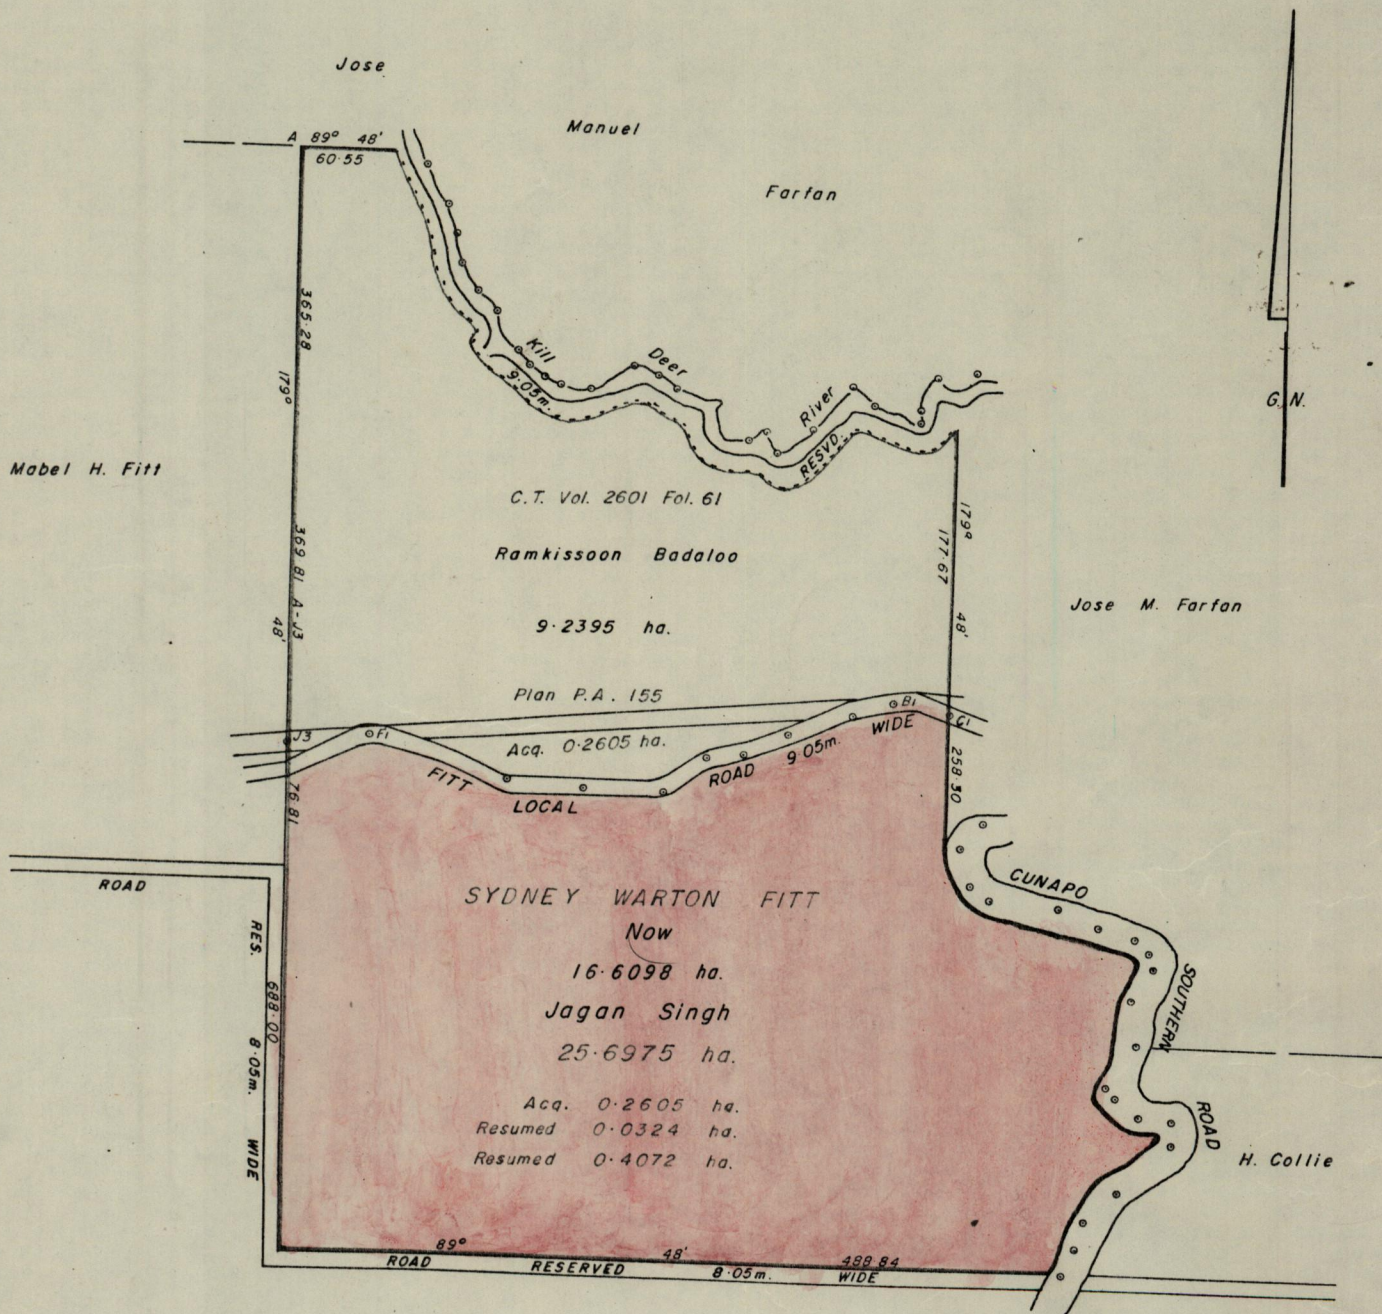 Jose
Manuel
Farfan
A 89° 48'
60·55
365·28
179°
Kill Deer River
9·05m. RESVD.
G. N.
Mabel H. Fitt
C.T. Vol. 2601 Fol. 61
Ramkissoon Badaloo
9·2395 ha.
369 81 A-J3
48'
179°
177·67
48'
Jose M. Farfan
Plan P.A. 155
J3
F1
B1
C1
Acq. 0·2605 ha.
FITT LOCAL ROAD 9 05m. WIDE
76 81
258·50
ROAD
CUNAPO SOUTHERN ROAD
SYDNEY WARTON FITT
Now
16·6098 ha.
Jagan Singh
25·6975 ha.
Acq. 0·2605 ha.
Resumed 0·0324 ha.
Resumed 0·4072 ha.
RES. 8·05m. WIDE
688·00
H. Collie
89° 48' 488 84
ROAD RESERVED 8·05m. WIDE